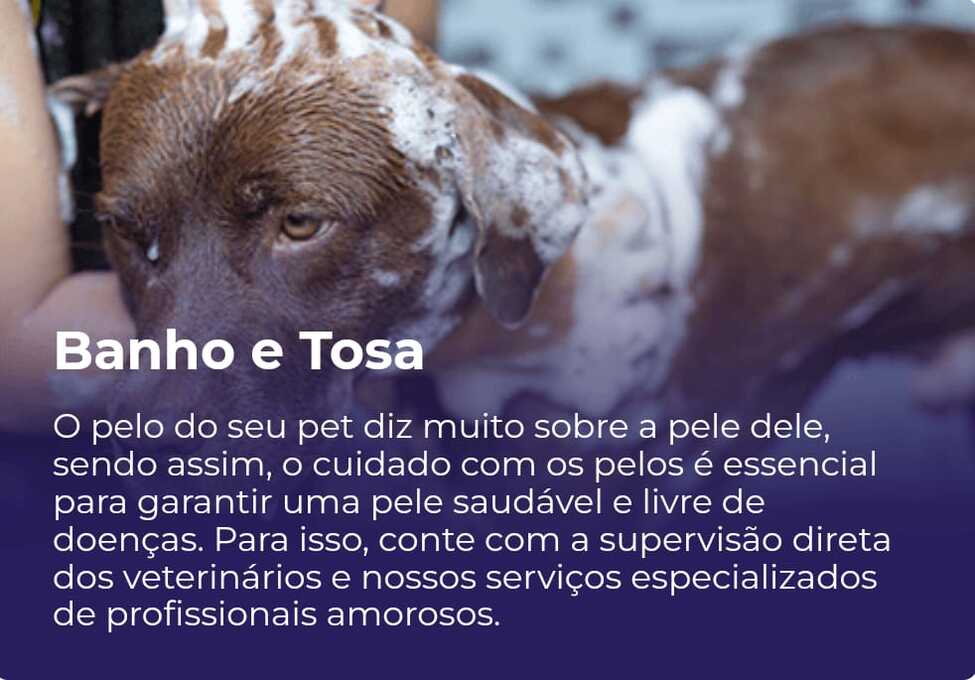 Banho e Tosa
O pelo do seu pet diz muito sobre a pele dele,
sendo assim, o cuidado com os pelos é essencial
para garantir uma pele saudável e livre de
doenças. Para isso, conte com a supervisão direta
dos veterinários e nossos serviços especializados
de profissionais amorosos.